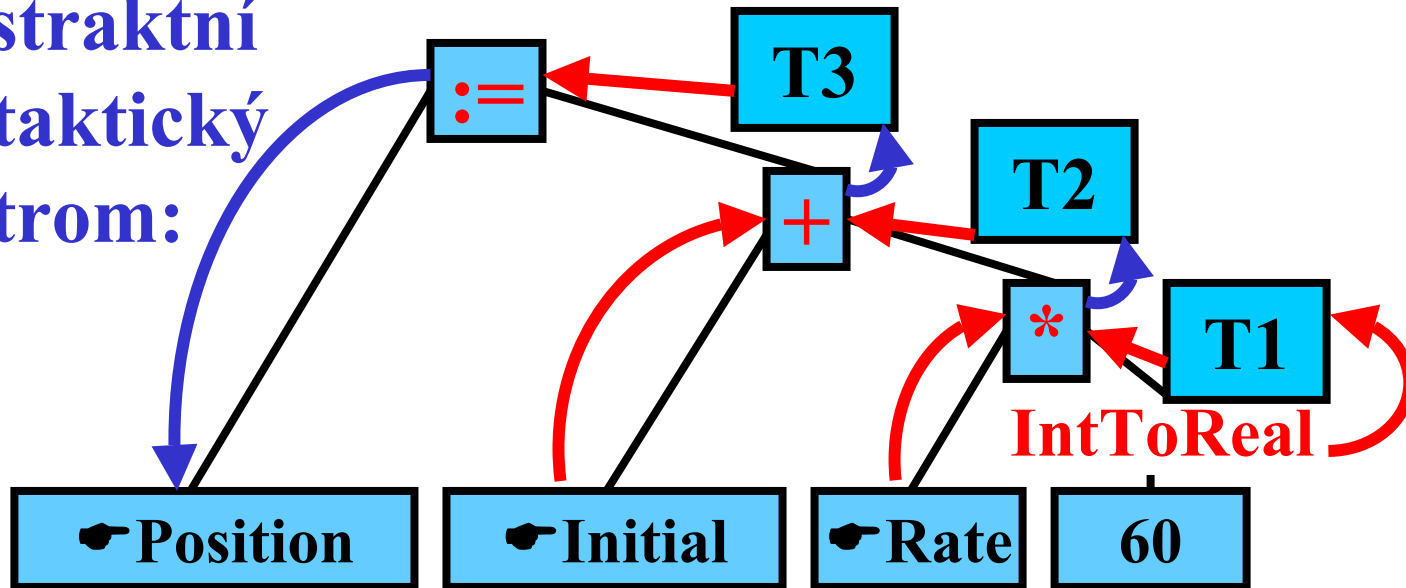 straktní
taktický
trom:
:=
T3
+
T2
*
T1
IntToReal
☛Position
☛Initial
☛Rate
60